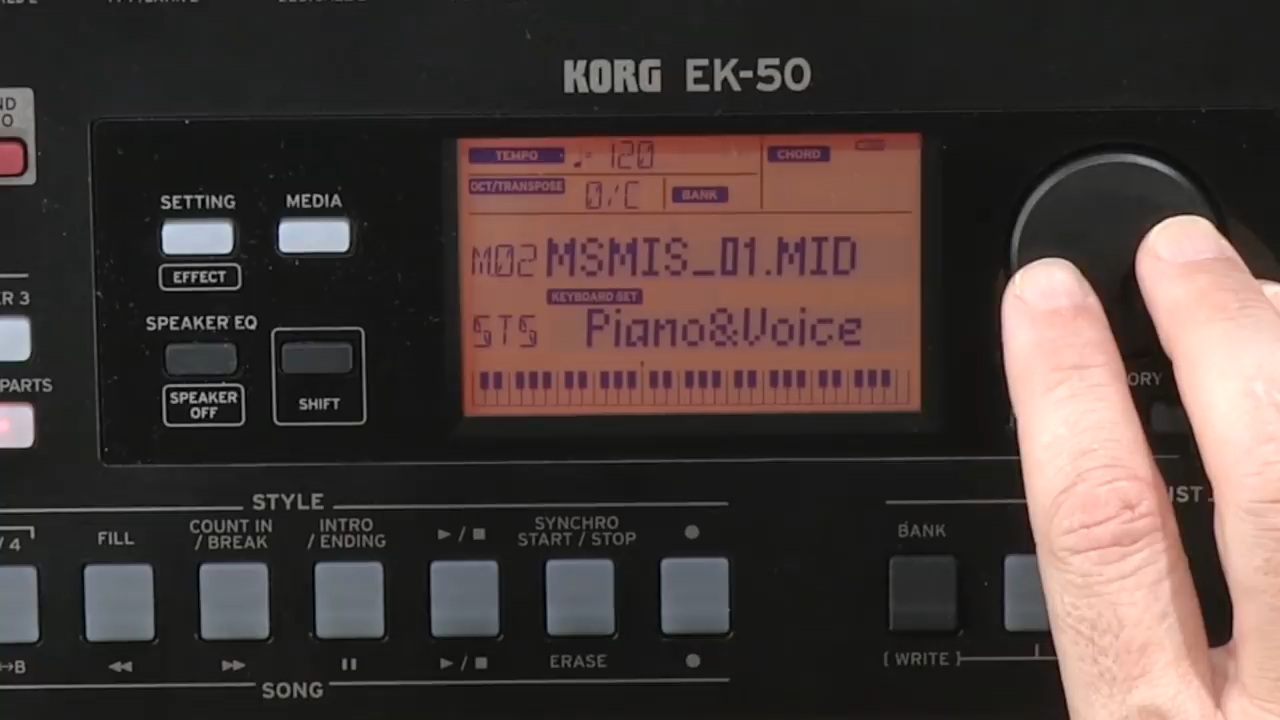 KORG EK-50
SETTING
MEDIA
EFFECT
SPEAKER EQ
SPEAKER
OFF
SHIFT
TEMPO ♩= 120
CHORD
OCT/TRANSPOSE 0/C BANK
M02 MSMIS_01.MID
KEYBOARD SET
STS Piano&Voice
R 3
PARTS
STYLE
/ 4
FILL
COUNT IN
/ BREAK
INTRO
/ ENDING
▶ / ■
SYNCHRO
START / STOP
●
BANK
↔B
◀◀
▶▶
▮▮
▶ / ■
ERASE
●
[ WRITE ]
SONG